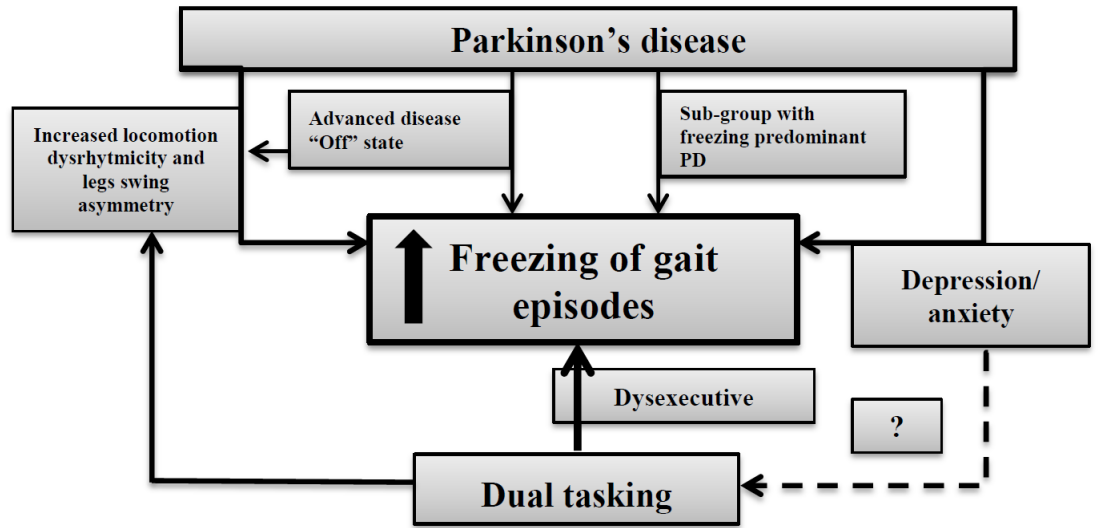 Parkinson's disease
Increased locomotion
dysrhytmicity and
legs swing
asymmetry
Advanced disease
“Off” state
Sub-group with
freezing predominant
PD
Freezing of gait
episodes
Depression/
anxiety
Dysexecutive
?
Dual tasking